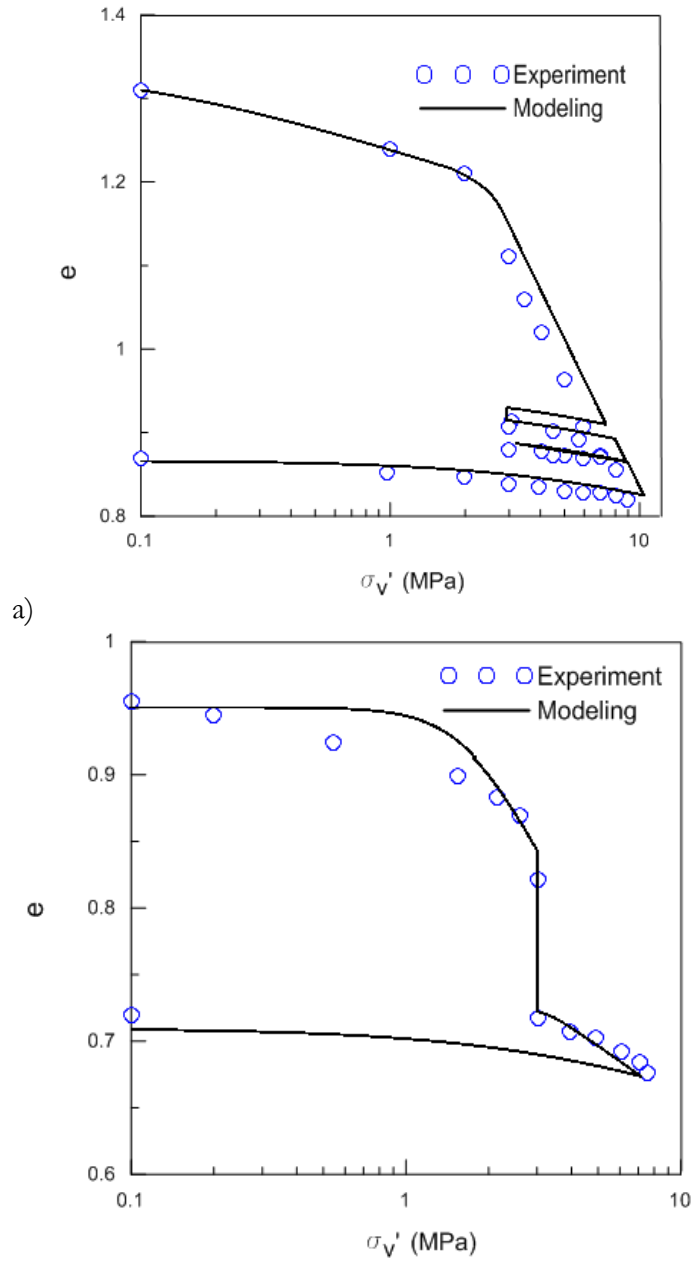 1.4
Experiment
Modeling
1.2
e
1
0.8
0.1
1
10
σv' (MPa)
a)
1
Experiment
Modeling
0.9
0.8
e
0.7
0.6
0.1
1
10
σv' (MPa)